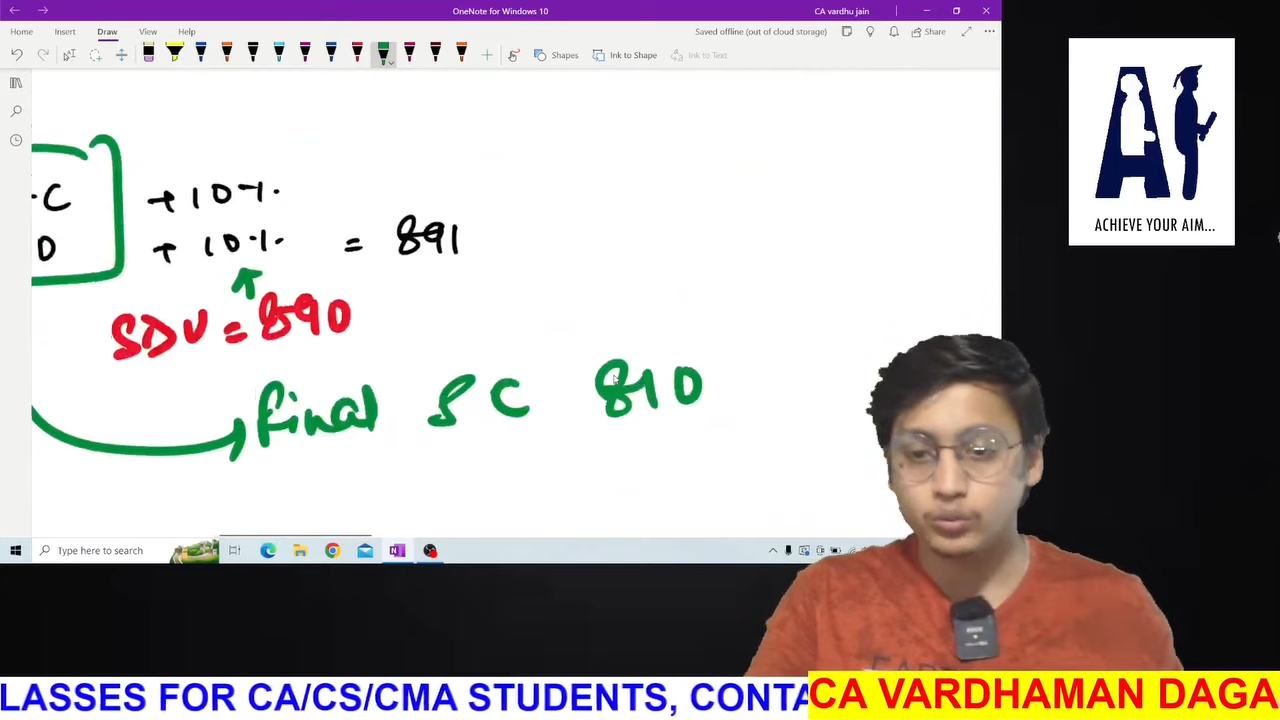 OneNote for Windows 10
CA vardhu jain
Home Insert Draw View Help
Saved offline (out of cloud storage)
Share
Shapes
Ink to Shape
Ink to Text
C +10%.
0 +10%. = 891
SDV = 890
final SC 810
ACHIEVE YOUR AIM...
Type here to search
LASSES FOR CA/CS/CMA STUDENTS, CONTA
CA VARDHAMAN DAGA